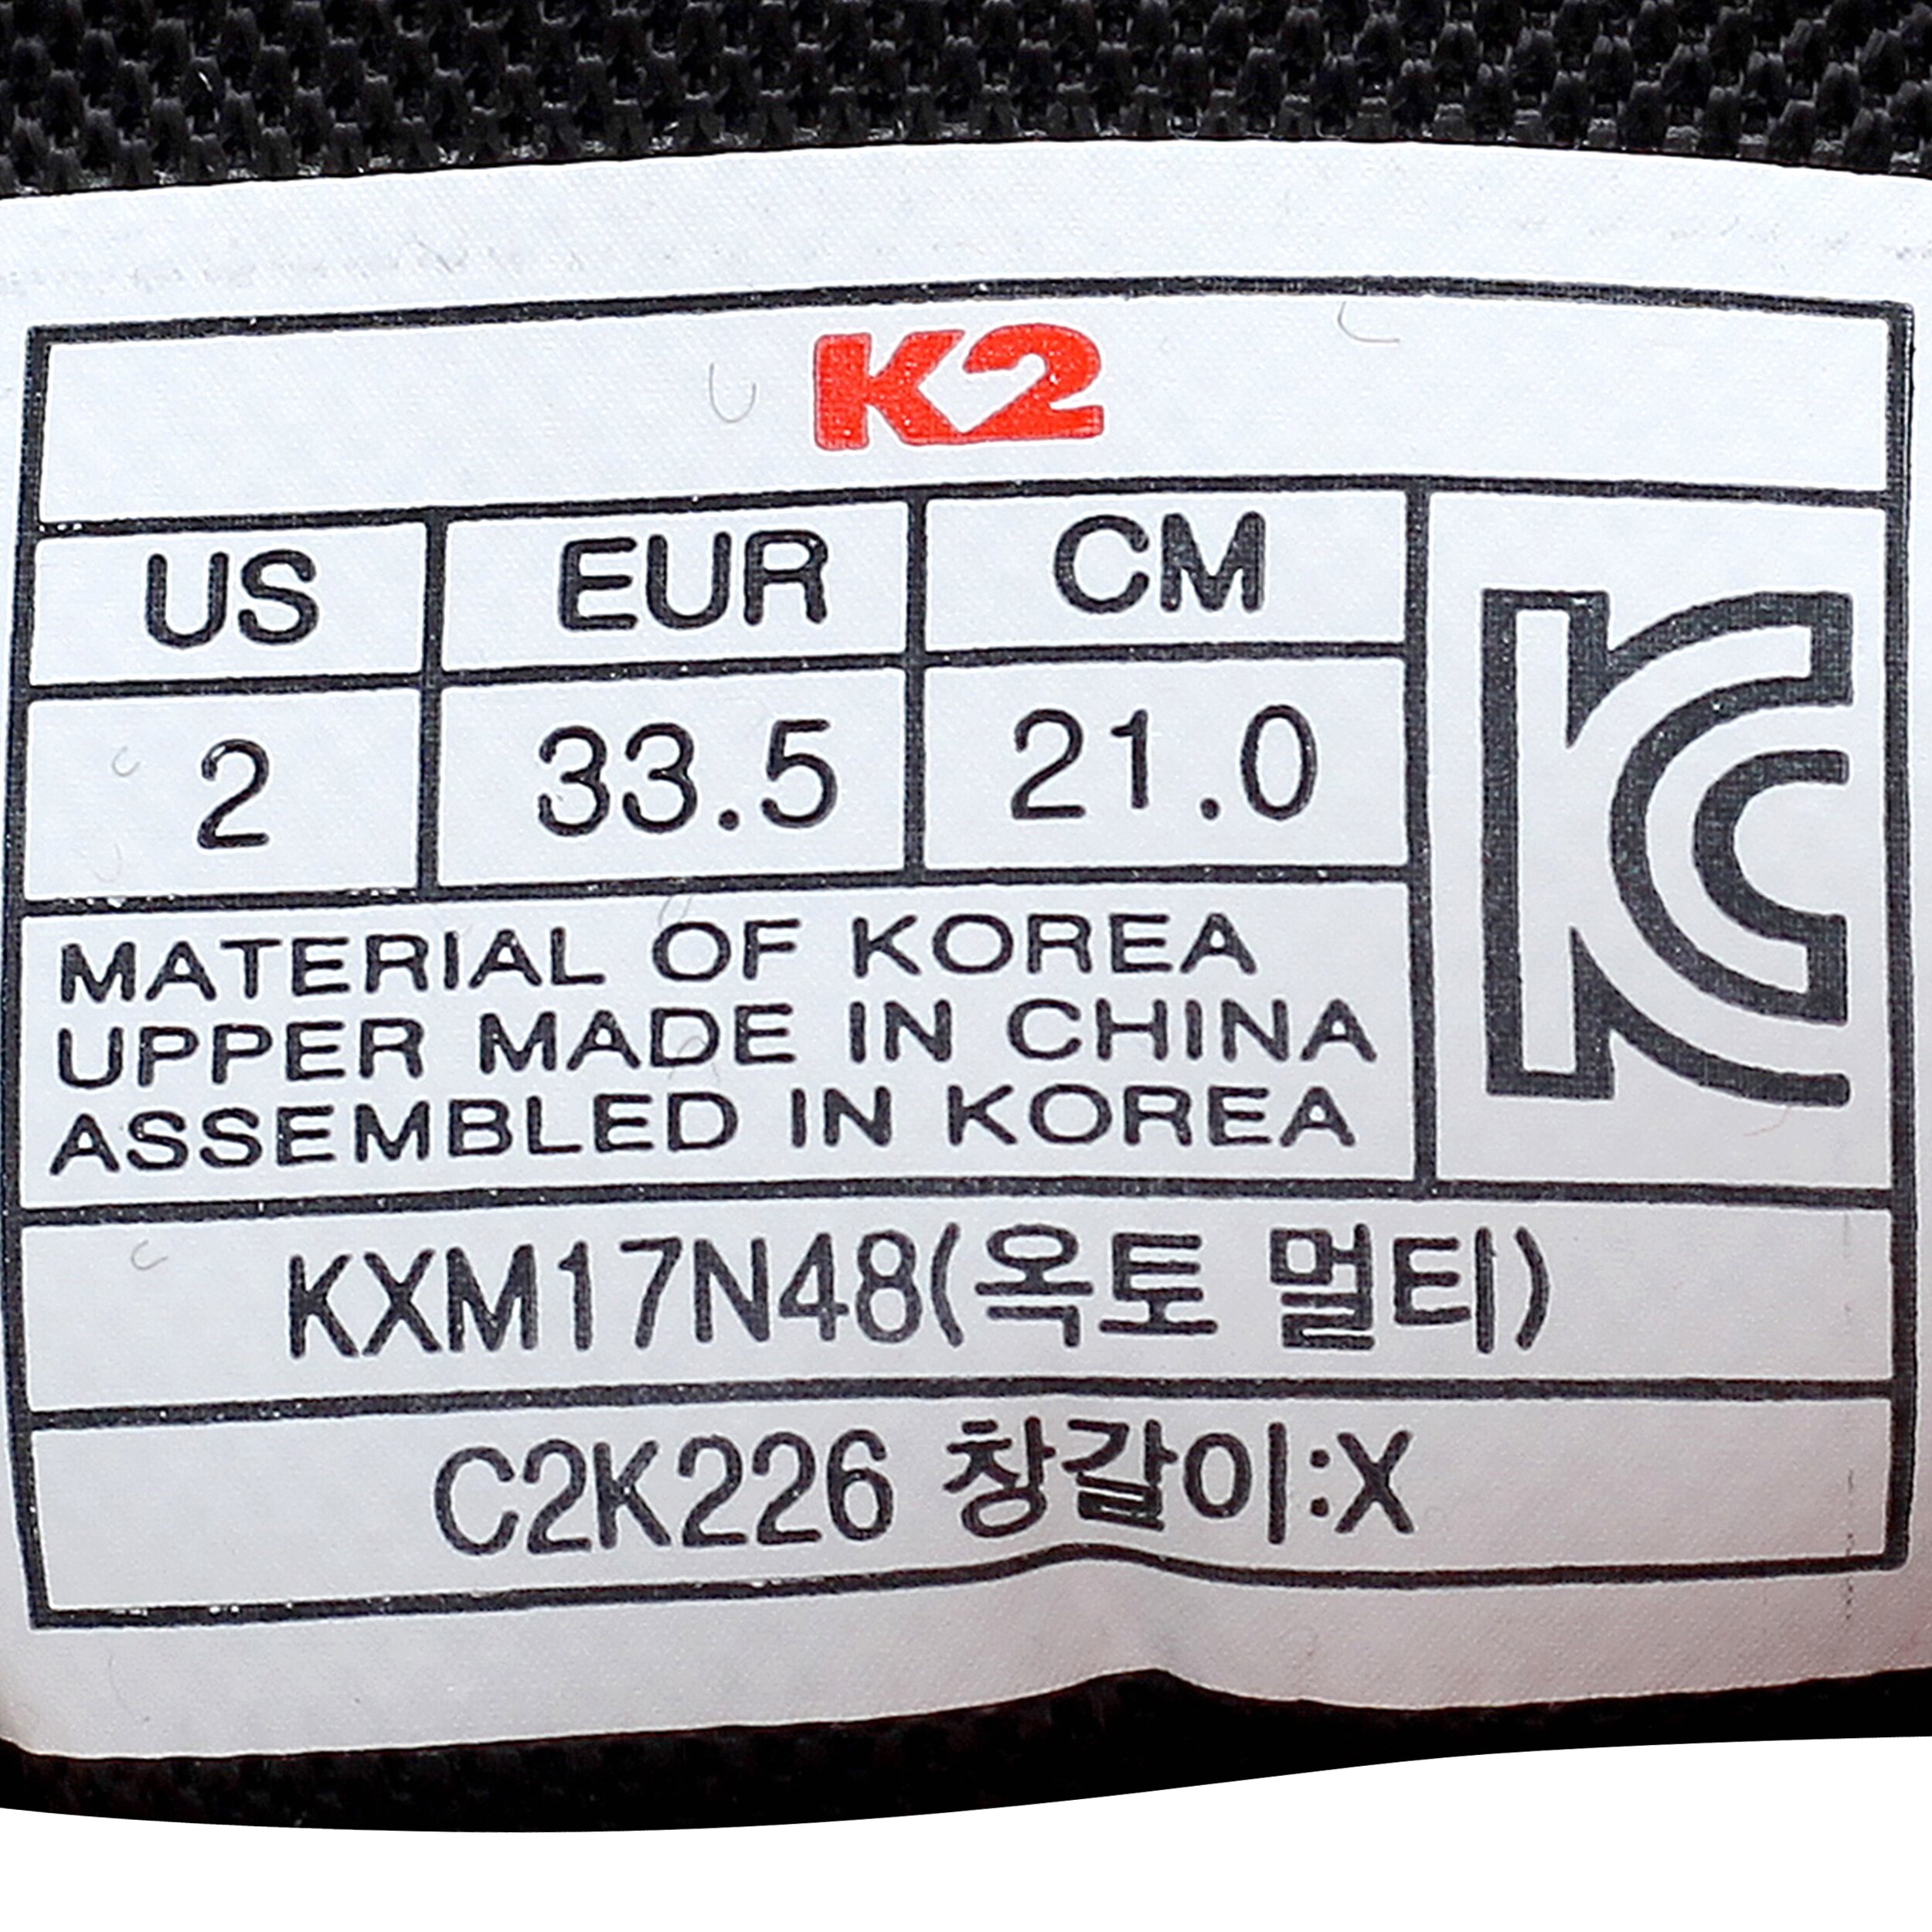 K2
US EUR CM
2 33.5 21.0
KC
MATERIAL OF KOREA
UPPER MADE IN CHINA
ASSEMBLED IN KOREA
KXM17N48(옥토 멀티)
C2K226 창갈이:X